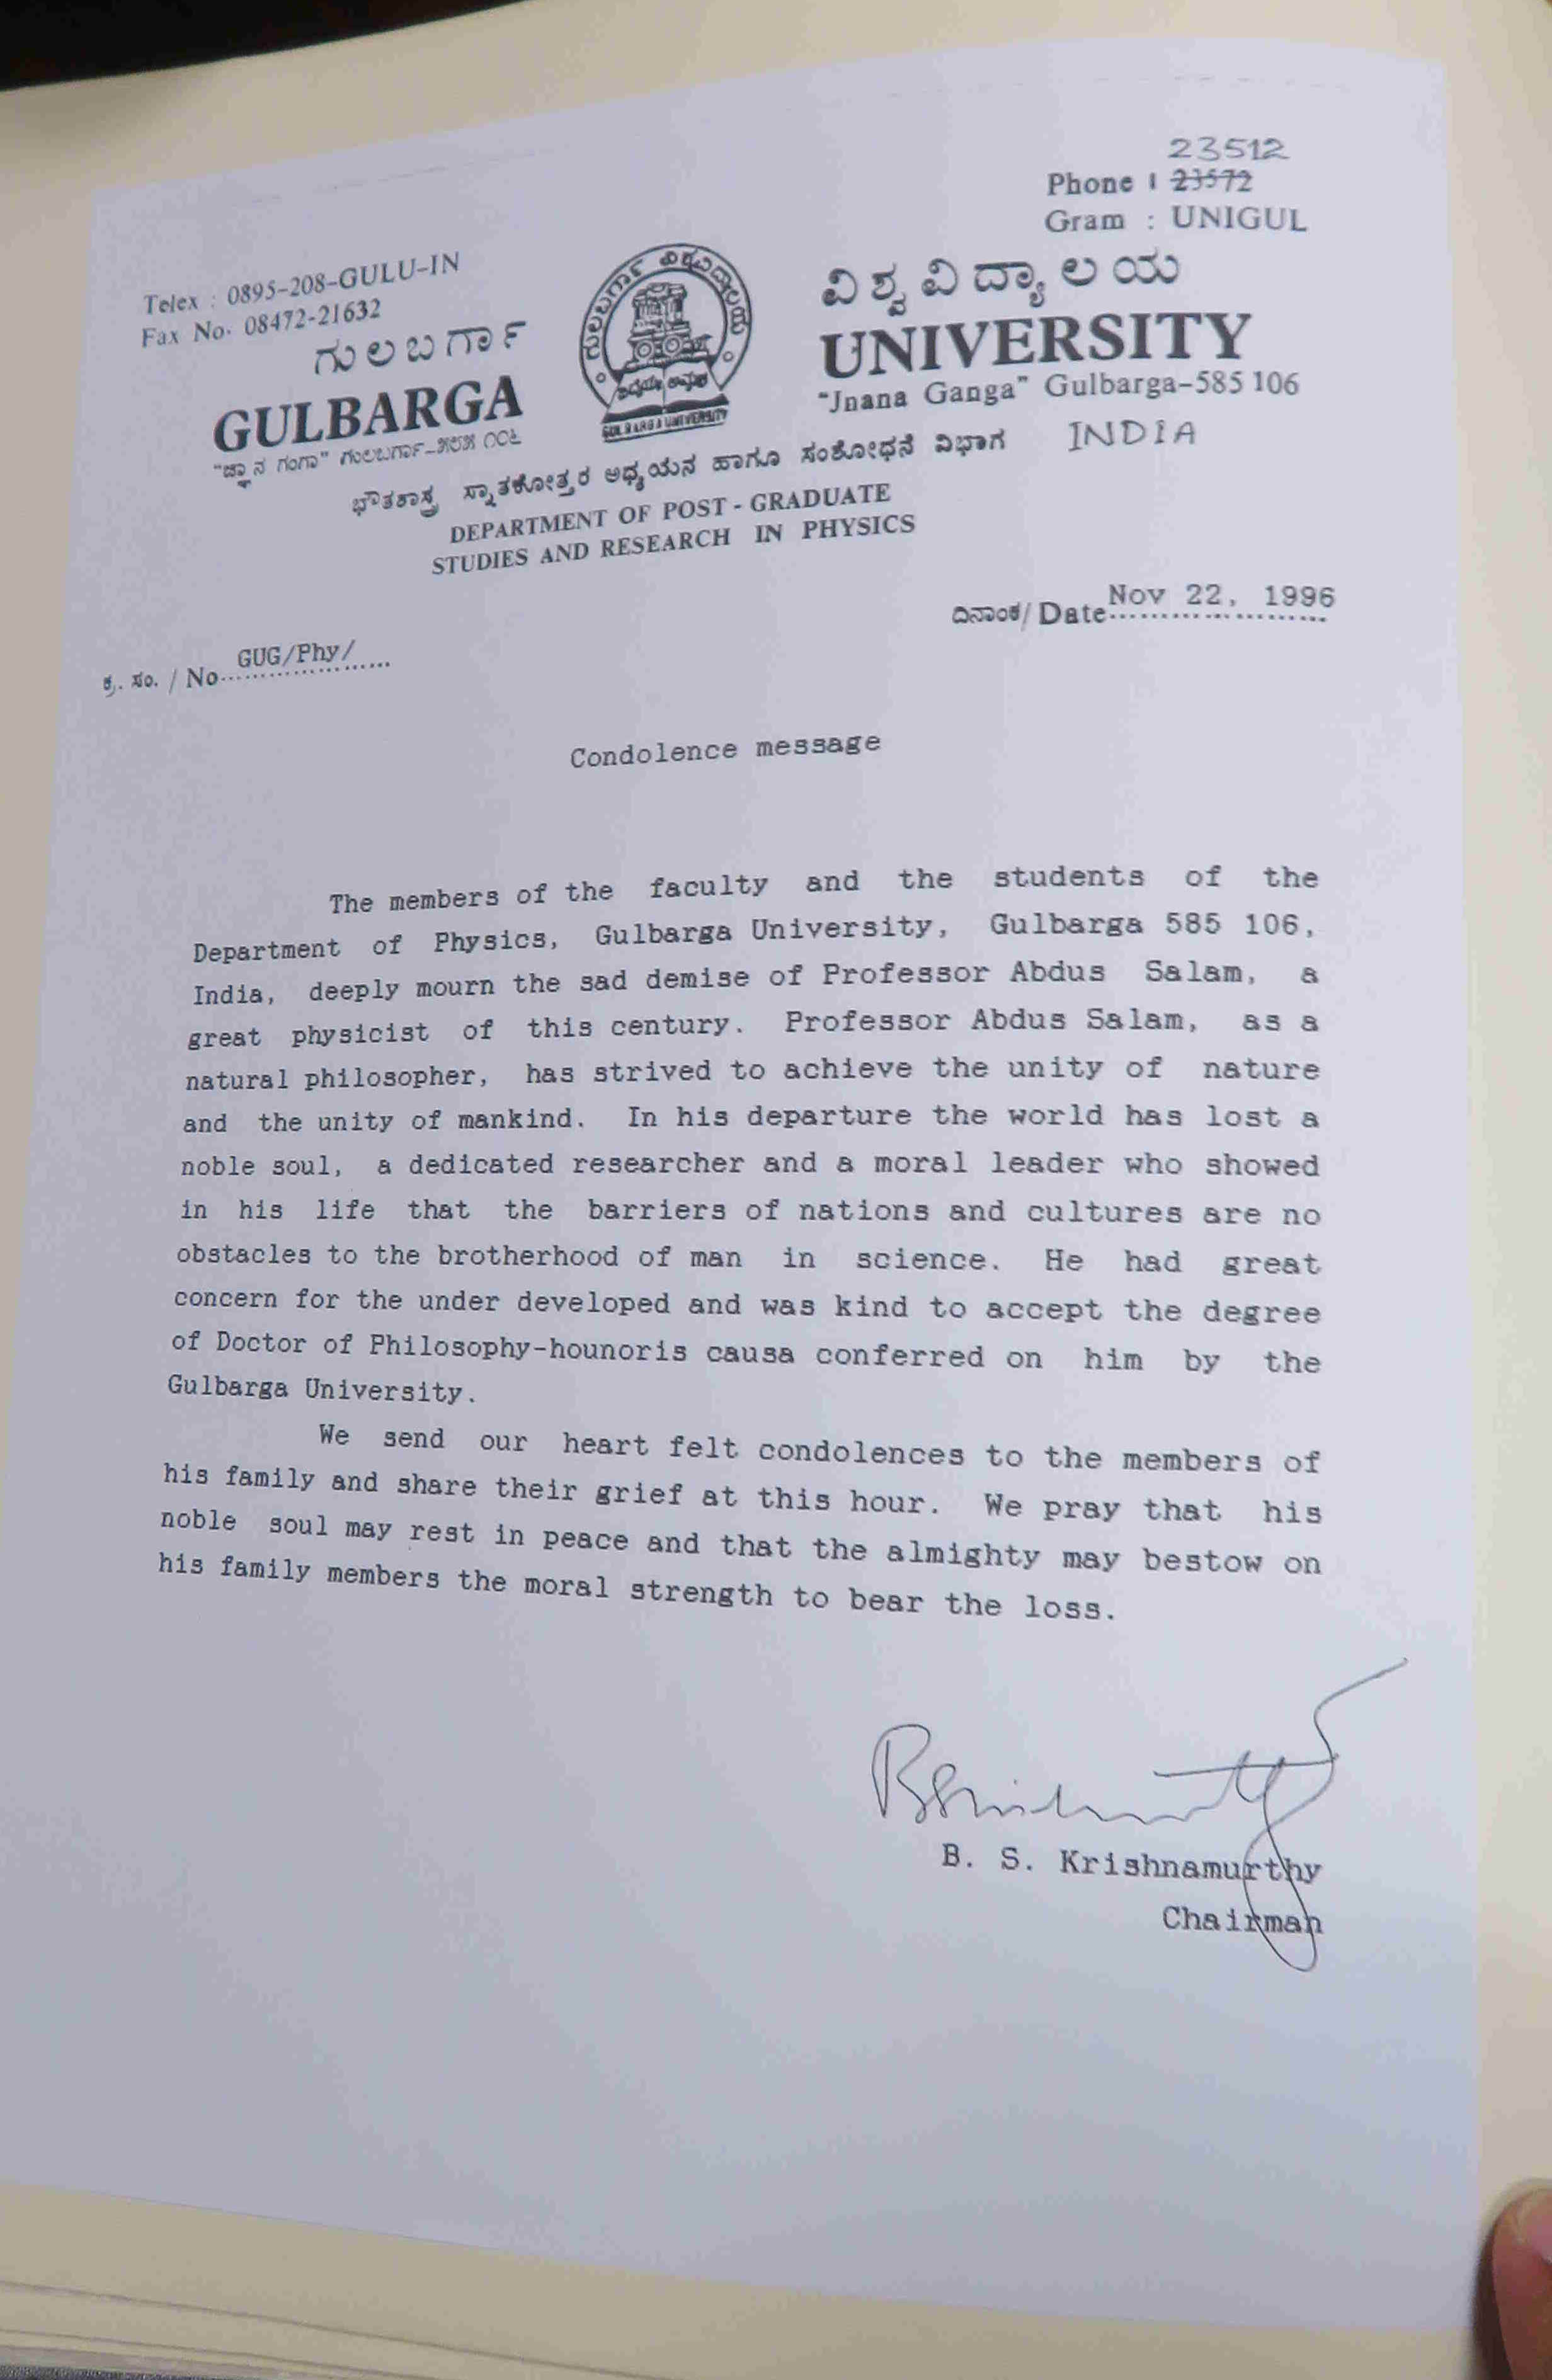 23512
Phone : 23572
Gram : UNIGUL
Telex : 0895-208-GULU-IN
Fax No. 08472-21632
ಗುಲಬರ್ಗಾ ವಿಶ್ವವಿದ್ಯಾಲಯ
GULBARGA UNIVERSITY
ಗುಲಬರ್ಗಾ ವಿಶ್ವವಿದ್ಯಾಲಯ
GULBARGA UNIVERSITY
"ಜ್ಞಾನ ಗಂಗಾ" ಗುಲಬರ್ಗಾ-೫೮೫ ೧೦೬
"Jnana Ganga" Gulbarga-585 106
INDIA
ಭೌತಶಾಸ್ತ್ರ ಸ್ನಾತಕೋತ್ತರ ಅಧ್ಯಯನ ಹಾಗೂ ಸಂಶೋಧನೆ ವಿಭಾಗ
DEPARTMENT OF POST - GRADUATE
STUDIES AND RESEARCH IN PHYSICS
ದಿನಾಂಕ/ Date Nov 22, 1996
ಕ್ರ. ಸಂ. / No GUG/Phy/
Condolence message
The members of the faculty and the students of the
Department of Physics, Gulbarga University, Gulbarga 585 106,
India, deeply mourn the sad demise of Professor Abdus Salam, a
great physicist of this century. Professor Abdus Salam, as a
natural philosopher, has strived to achieve the unity of nature
and the unity of mankind. In his departure the world has lost a
noble soul, a dedicated researcher and a moral leader who showed
in his life that the barriers of nations and cultures are no
obstacles to the brotherhood of man in science. He had great
concern for the under developed and was kind to accept the degree
of Doctor of Philosophy-hounoris causa conferred on him by the
Gulbarga University.
We send our heart felt condolences to the members of
his family and share their grief at this hour. We pray that his
noble soul may rest in peace and that the almighty may bestow on
his family members the moral strength to bear the loss.
B. S. Krishnamurthy
Chairman